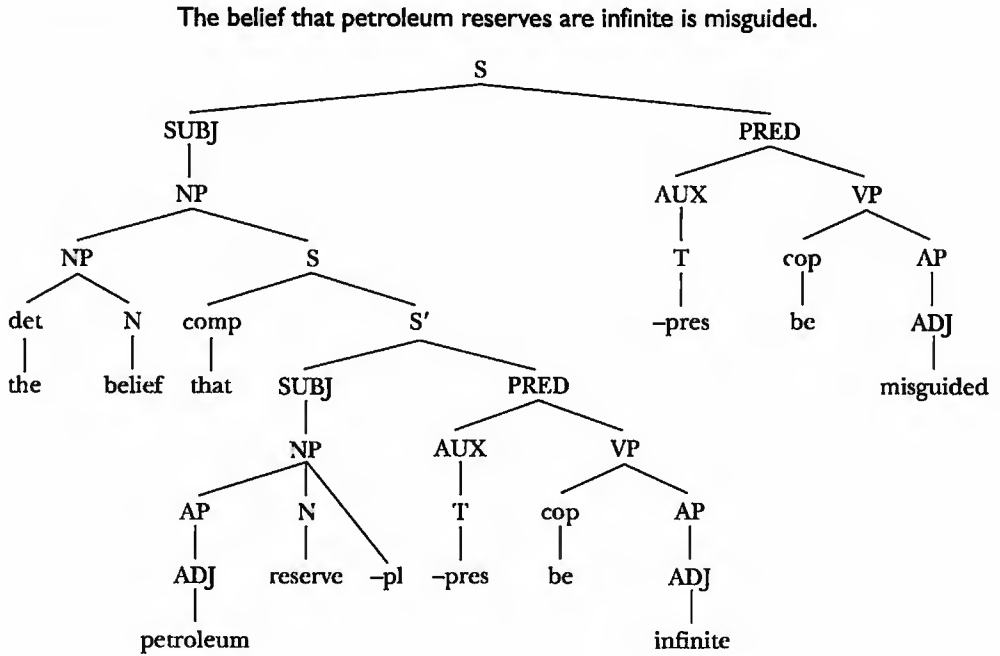 The belief that petroleum reserves are infinite is misguided.
S
SUBJ PRED
NP AUX VP
NP S T cop AP
det N comp S′ –pres be ADJ
the belief that SUBJ PRED misguided
NP AUX VP
AP N T cop AP
ADJ reserve –pl –pres be ADJ
petroleum infinite